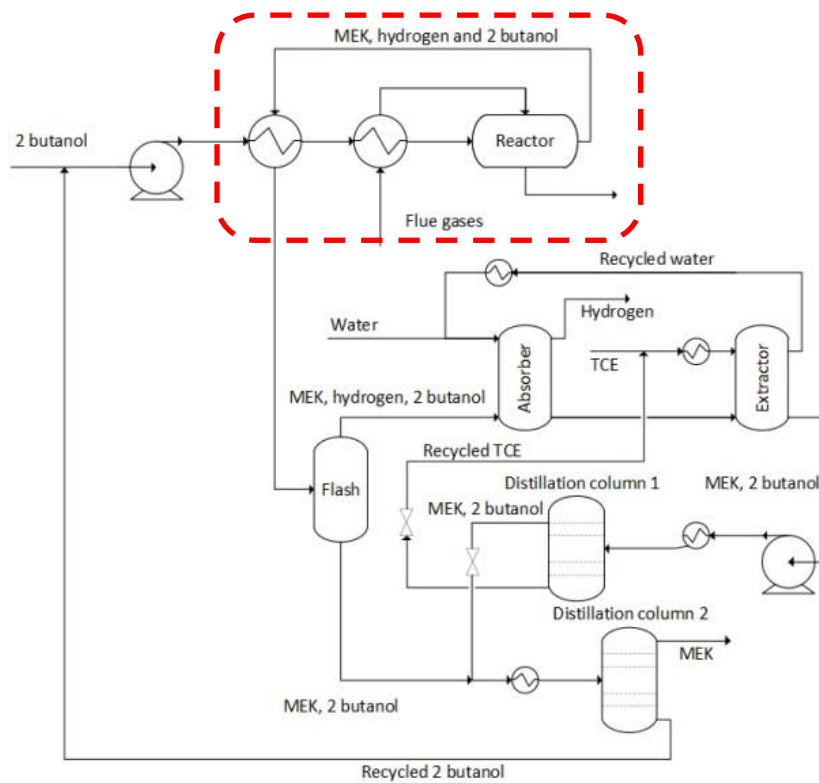 MEK, hydrogen and 2 butanol
2 butanol
Reactor
Flue gases
Recycled water
Hydrogen
Water
Absorber
TCE
Extractor
MEK, hydrogen, 2 butanol
Recycled TCE
Flash
Distillation column 1
MEK, 2 butanol
MEK, 2 butanol
Distillation column 2
MEK
MEK, 2 butanol
Recycled 2 butanol